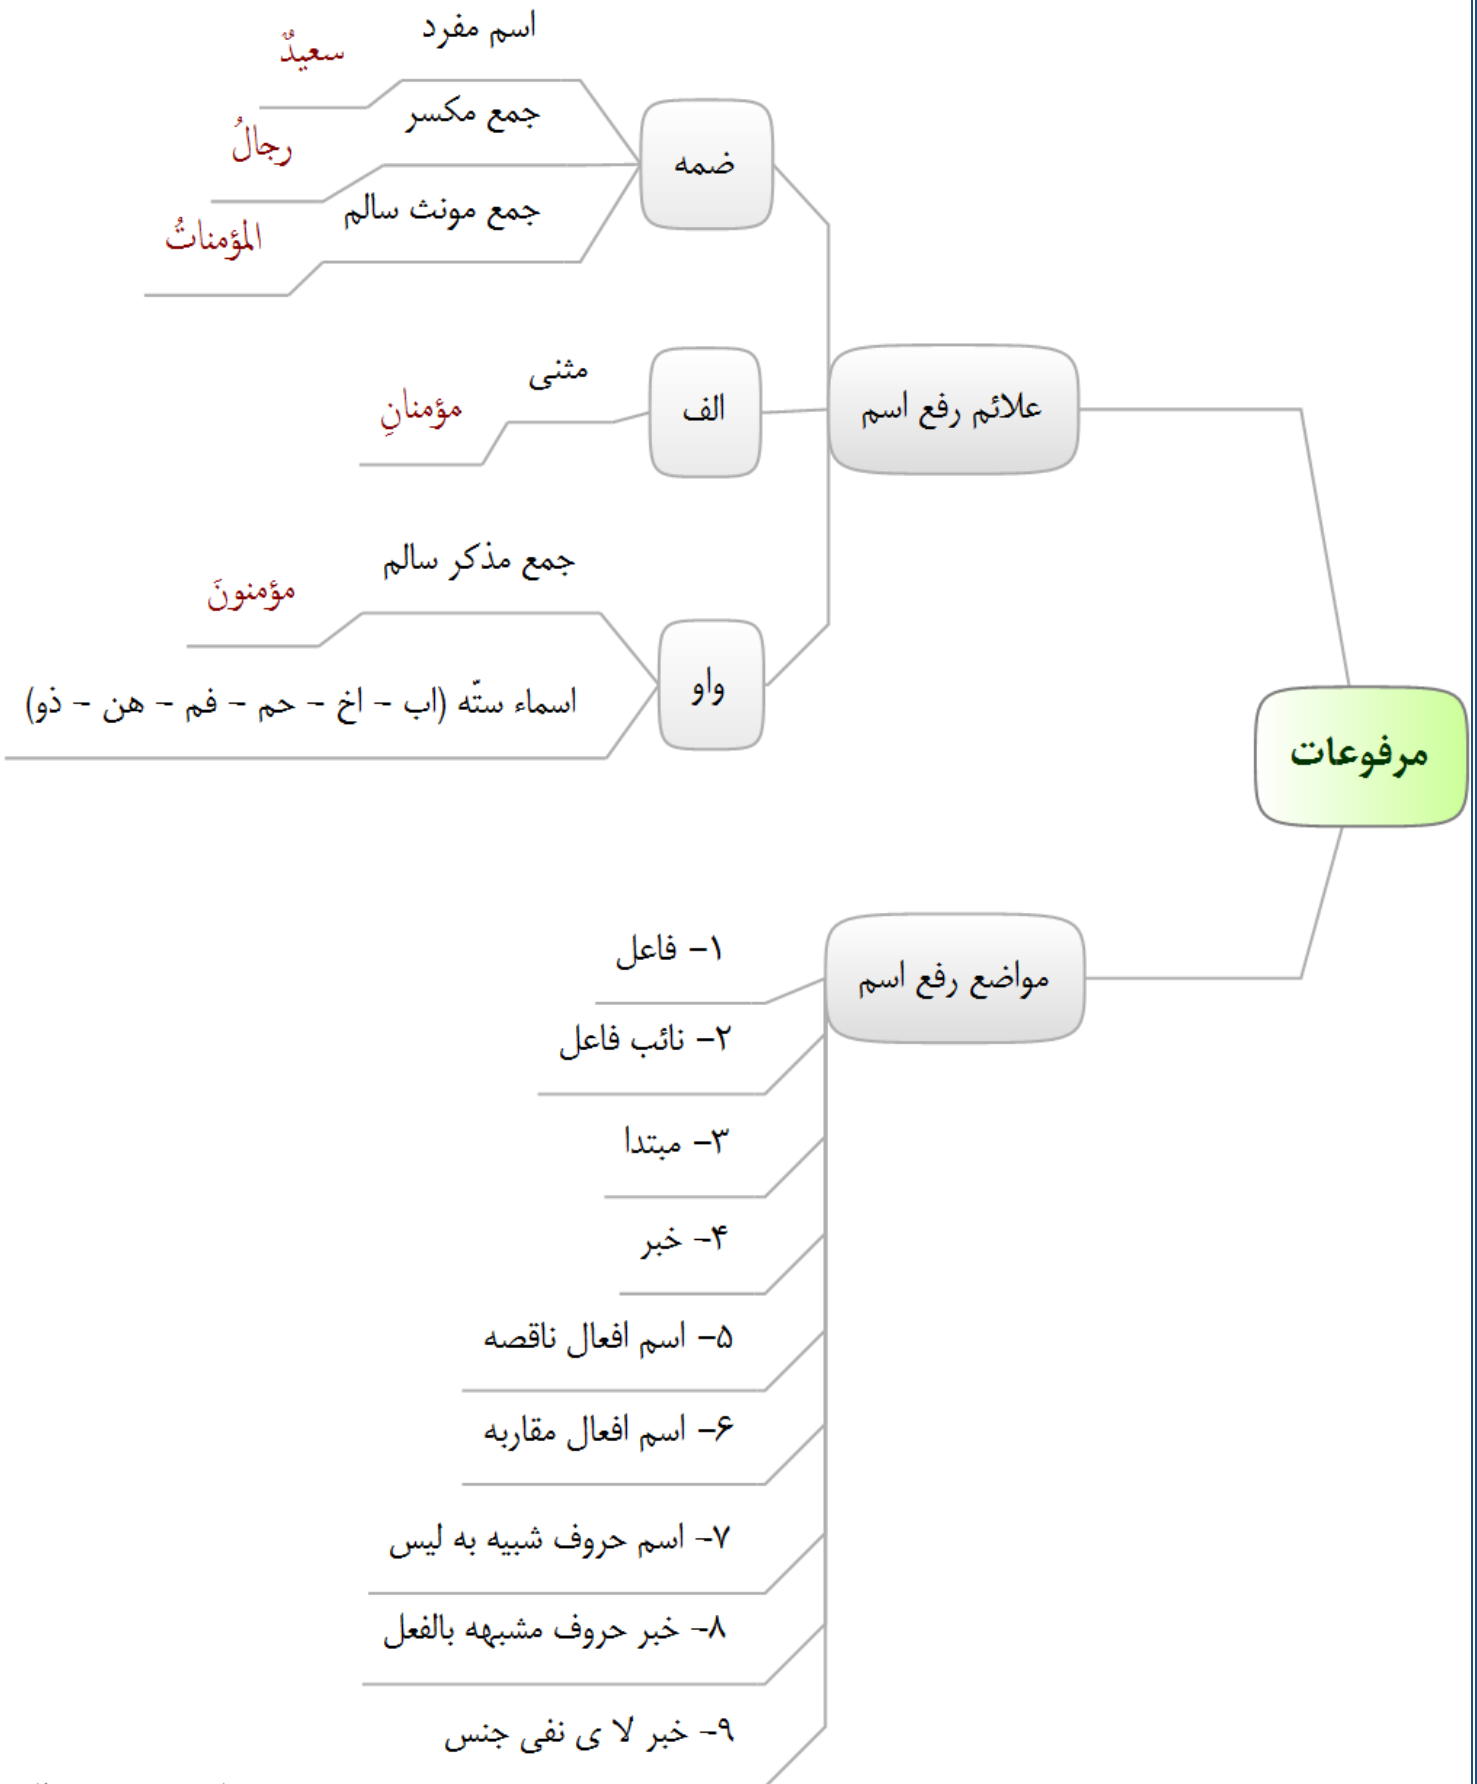 مرفوعات
علائم رفع اسم
ضمه
اسم مفرد
سعیدٌ
جمع مکسر
رجالُ
جمع مونث سالم
المؤمناتُ
الف
مثنی
مؤمنانِ
واو
جمع مذکر سالم
مؤمنونَ
اسماء ستّه (اب - اخ - حم - فم - هن - ذو)
مواضع رفع اسم
۱- فاعل
۲- نائب فاعل
۳- مبتدا
۴- خبر
۵- اسم افعال ناقصه
۶- اسم افعال مقاربه
۷- اسم حروف شبیه به لیس
۸- خبر حروف مشبهه بالفعل
۹- خبر لا ی نفی جنس